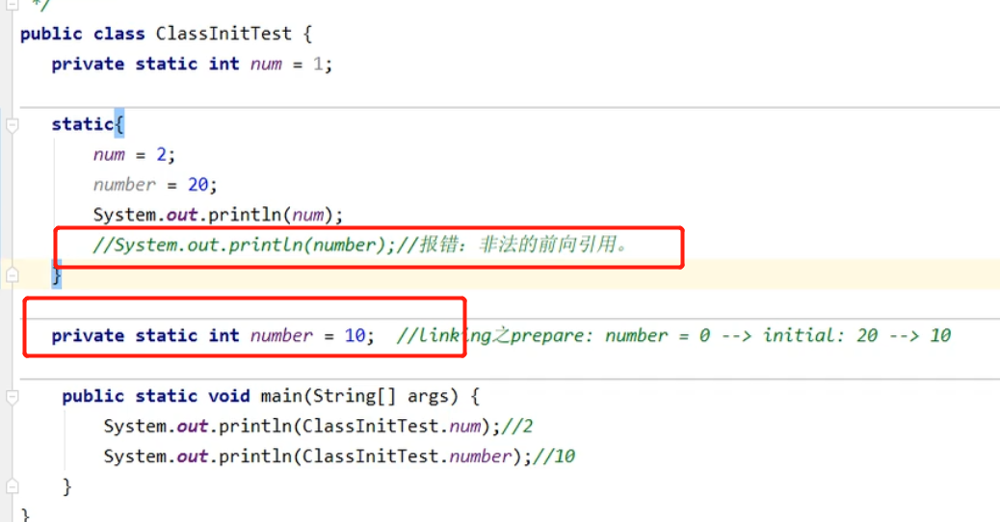 */
public class ClassInitTest {
private static int num = 1;
static{
num = 2;
number = 20;
System.out.println(num);
//System.out.println(number);//报错：非法的前向引用。
}
private static int number = 10;  //linking之prepare: number = 0 --> initial: 20 --> 10
public static void main(String[] args) {
System.out.println(ClassInitTest.num);//2
System.out.println(ClassInitTest.number);//10
}
}